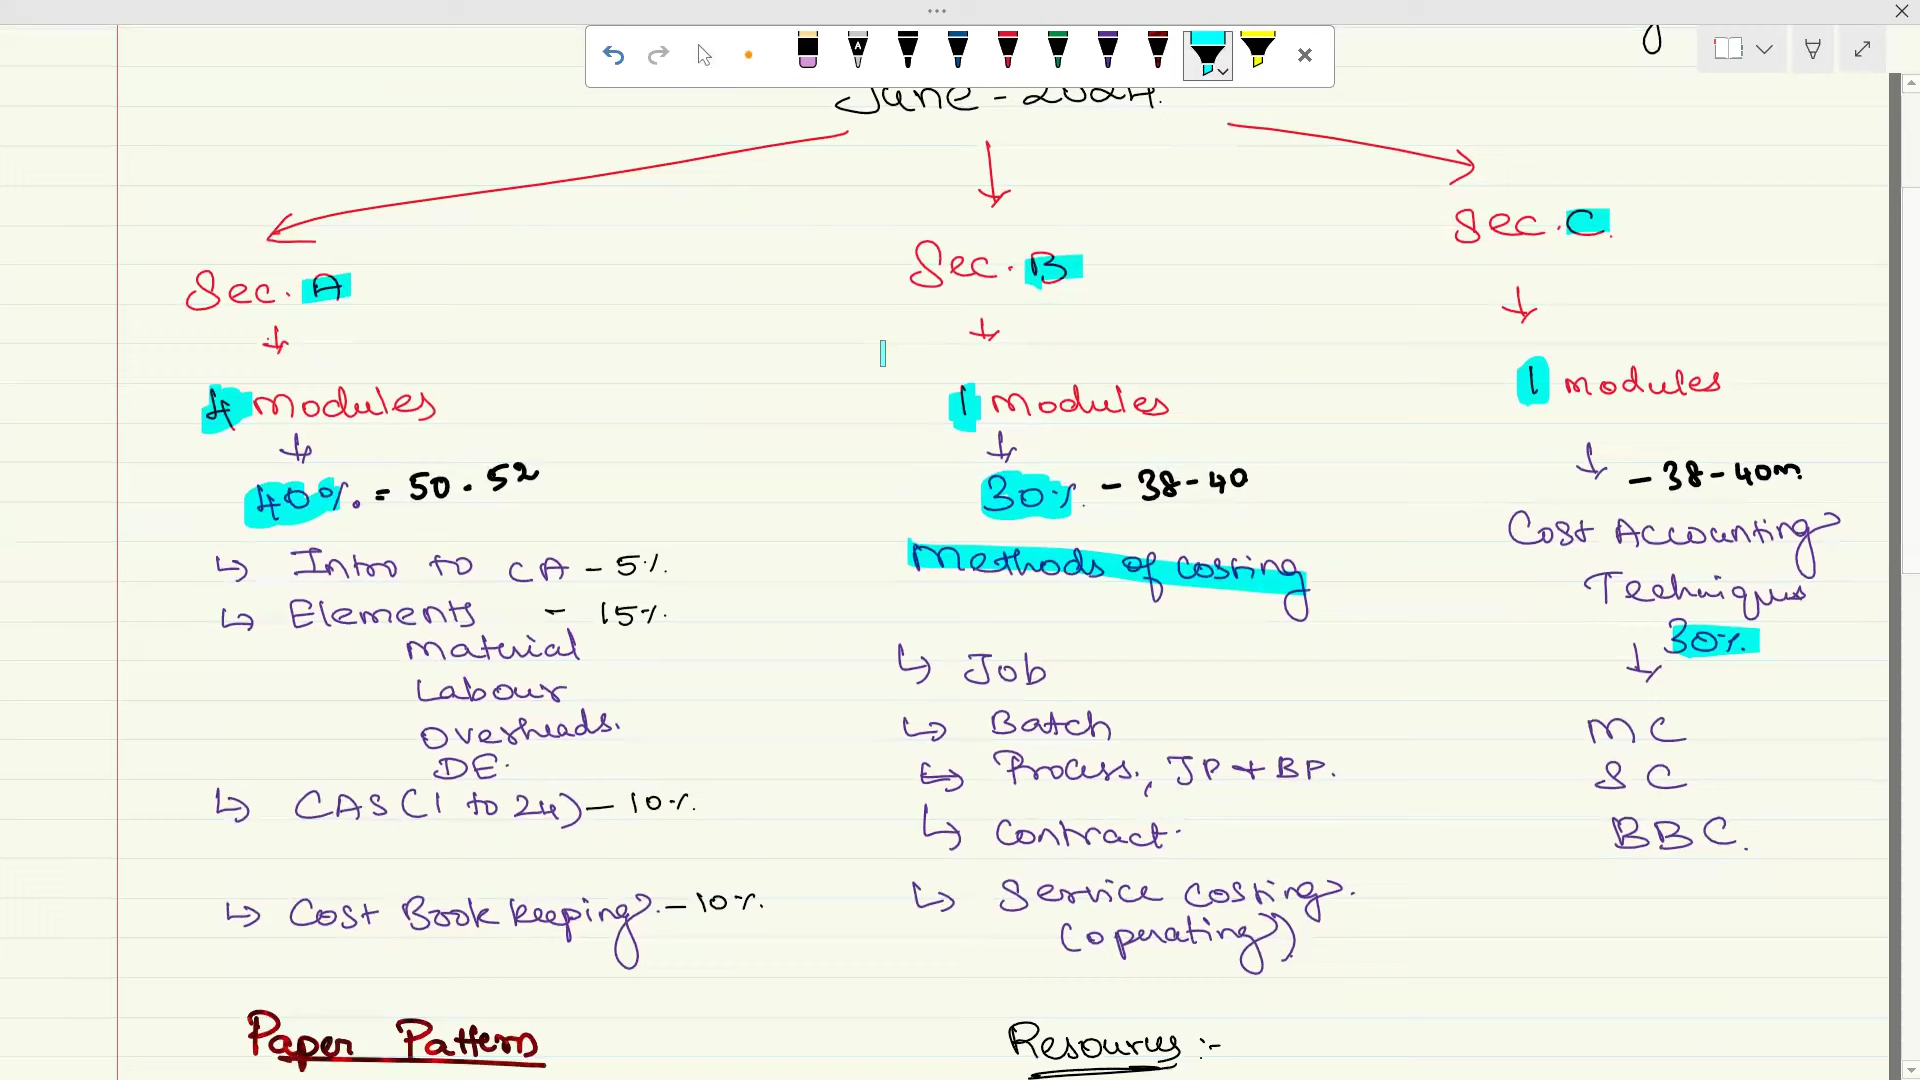 June - 2024.
Sec. A
4 modules
40%. = 50 - 52
↳ Intro to CA - 5%.
↳ Elements - 15%.
Material
Labour
Overheads.
DE.
↳ CAS (1 to 24) - 10%.
↳ Cost Book keeping. - 10%.
Paper Pattern
Sec. B
1 modules
30%. - 38 - 40
Methods of costing
↳ Job
↳ Batch
↳ Process, JP + BP.
↳ Contract.
↳ Service costing.
(operating)
Resources :-
Sec. C.
1 modules
- 38 - 40m
Cost Accounting
Techniques
30%.
MC
SC
BBC.